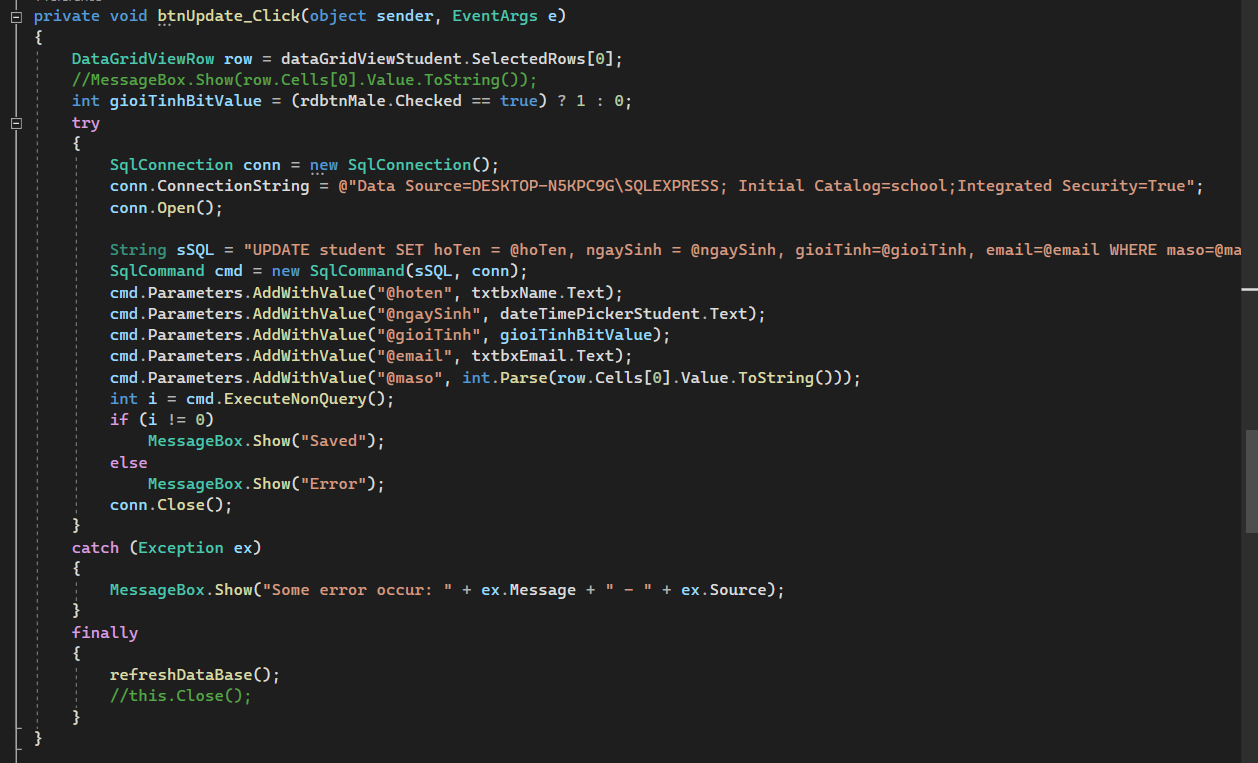 private void btnUpdate_Click(object sender, EventArgs e)
{
DataGridViewRow row = dataGridViewStudent.SelectedRows[0];
//MessageBox.Show(row.Cells[0].Value.ToString());
int gioiTinhBitValue = (rdbtnMale.Checked == true) ? 1 : 0;
try
{
SqlConnection conn = new SqlConnection();
conn.ConnectionString = @"Data Source=DESKTOP-N5KPC9G\SQLEXPRESS; Initial Catalog=school;Integrated Security=True";
conn.Open();
String sSQL = "UPDATE student SET hoTen = @hoTen, ngaySinh = @ngaySinh, gioiTinh=@gioiTinh, email=@email WHERE maso=@ma
SqlCommand cmd = new SqlCommand(sSQL, conn);
cmd.Parameters.AddWithValue("@hoten", txtbxName.Text);
cmd.Parameters.AddWithValue("@ngaySinh", dateTimePickerStudent.Text);
cmd.Parameters.AddWithValue("@gioiTinh", gioiTinhBitValue);
cmd.Parameters.AddWithValue("@email", txtbxEmail.Text);
cmd.Parameters.AddWithValue("@maso", int.Parse(row.Cells[0].Value.ToString()));
int i = cmd.ExecuteNonQuery();
if (i != 0)
MessageBox.Show("Saved");
else
MessageBox.Show("Error");
conn.Close();
}
catch (Exception ex)
{
MessageBox.Show("Some error occur: " + ex.Message + " - " + ex.Source);
}
finally
{
refreshDataBase();
//this.Close();
}
}